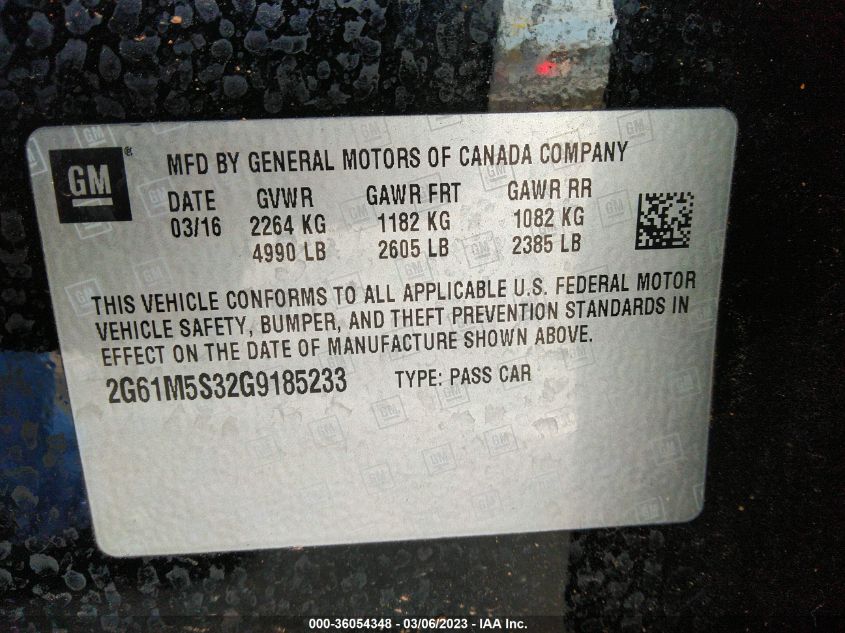 GM ®
MFD BY GENERAL MOTORS OF CANADA COMPANY
DATE GVWR GAWR FRT GAWR RR
03/16 2264 KG 1182 KG 1082 KG
4990 LB 2605 LB 2385 LB
THIS VEHICLE CONFORMS TO ALL APPLICABLE U.S. FEDERAL MOTOR
VEHICLE SAFETY, BUMPER, AND THEFT PREVENTION STANDARDS IN
EFFECT ON THE DATE OF MANUFACTURE SHOWN ABOVE.
2G61M5S32G9185233 TYPE: PASS CAR
000-36054348 - 03/06/2023 - IAA Inc.